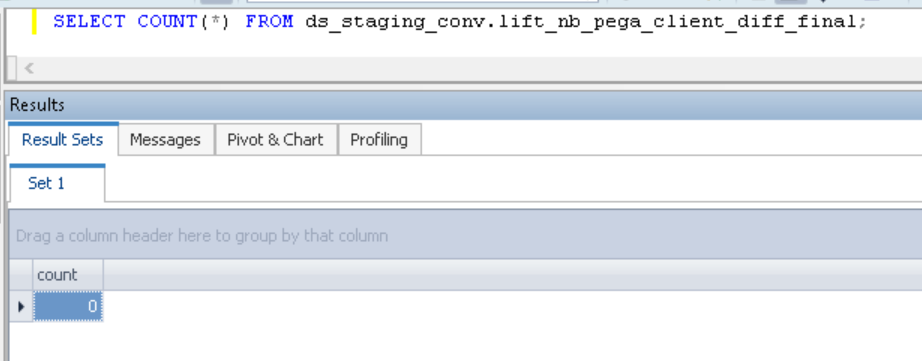 SELECT COUNT(*) FROM ds_staging_conv.lift_nb_pega_client_diff_final;
Results
Result Sets Messages Pivot & Chart Profiling
Set 1
Drag a column header here to group by that column
count
0